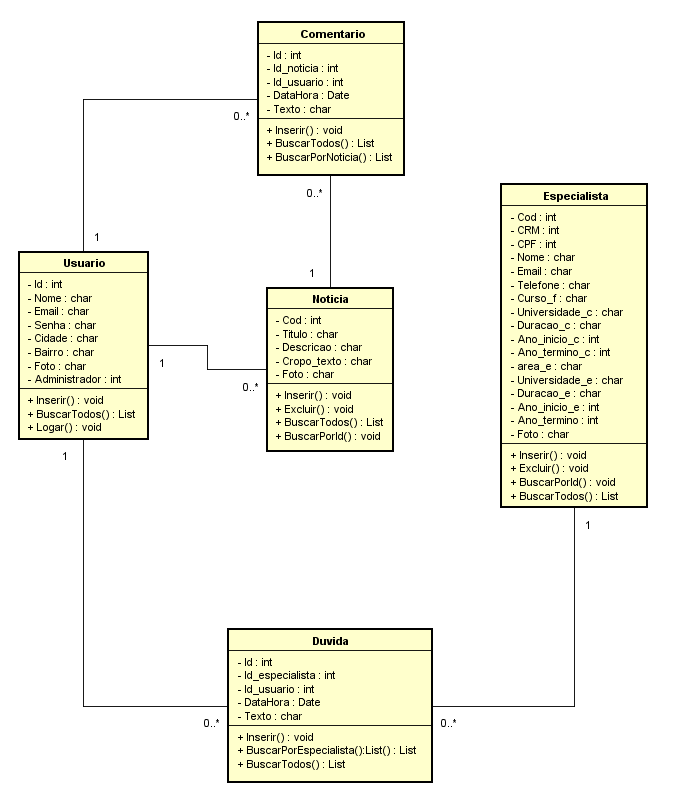 Comentario
- Id : int
- Id_noticia : int
- Id_usuario : int
- DataHora : Date
- Texto : char
+ Inserir() : void
+ BuscarTodos() : List
+ BuscarPorNoticia() : List
0..*
0..*
1
1
Usuario
- Id : int
- Nome : char
- Email : char
- Senha : char
- Cidade : char
- Bairro : char
- Foto : char
- Administrador : int
+ Inserir() : void
+ BuscarTodos() : List
+ Logar() : void
1
0..*
1
Noticia
- Cod : int
- Titulo : char
- Descricao : char
- Cropo_texto : char
- Foto : char
+ Inserir() : void
+ Excluir() : void
+ BuscarTodos() : List
+ BuscarPorId() : void
Especialista
- Cod : int
- CRM : int
- CPF : int
- Nome : char
- Email : char
- Telefone : char
- Curso_f : char
- Universidade_c : char
- Duracao_c : char
- Ano_inicio_c : int
- Ano_termino_c : int
- area_e : char
- Universidade_e : char
- Duracao_e : char
- Ano_inicio_e : int
- Ano_termino : int
- Foto : char
+ Inserir() : void
+ Excluir() : void
+ BuscarPorId() : void
+ BuscarTodos() : List
1
Duvida
- Id : int
- Id_especialista : int
- Id_usuario : int
- DataHora : Date
- Texto : char
+ Inserir() : void
+ BuscarPorEspecialista():List() : List
+ BuscarTodos() : List
0..*
0..*